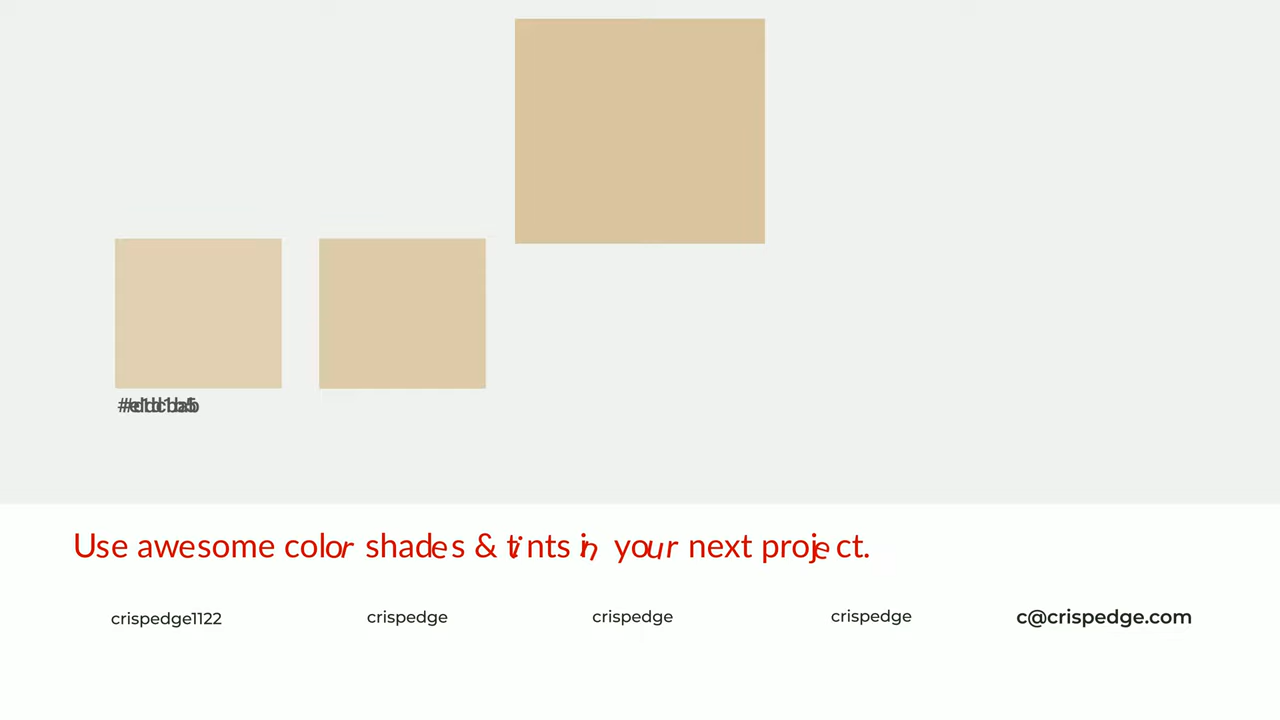 Use awesome color shades & tints in your next project.
crispedge1122 crispedge crispedge crispedge c@crispedge.com